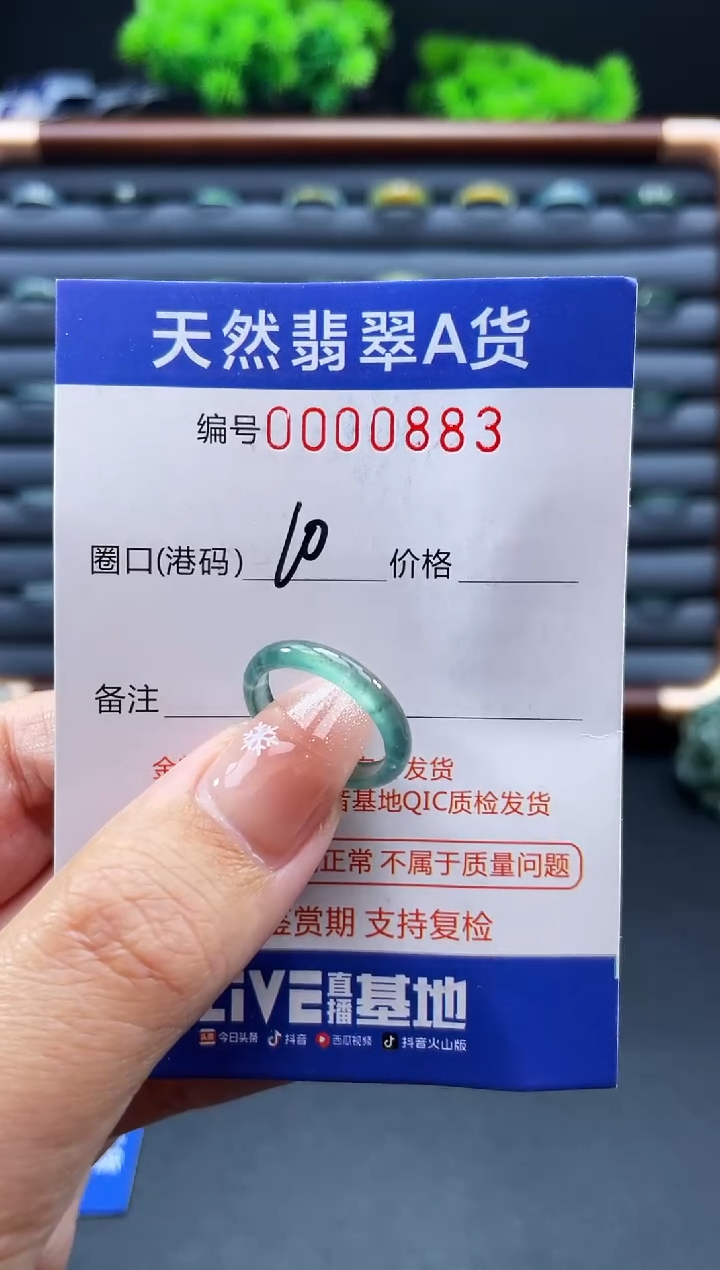 天然翡翠A货
编号0000883
圈口(港码) 10 价格
备注
金 发货
音基地QIC质检发货
正常 不属于质量问题
鉴赏期 支持复检
LIVE直播基地
今日头条 抖音 西瓜视频 抖音火山版